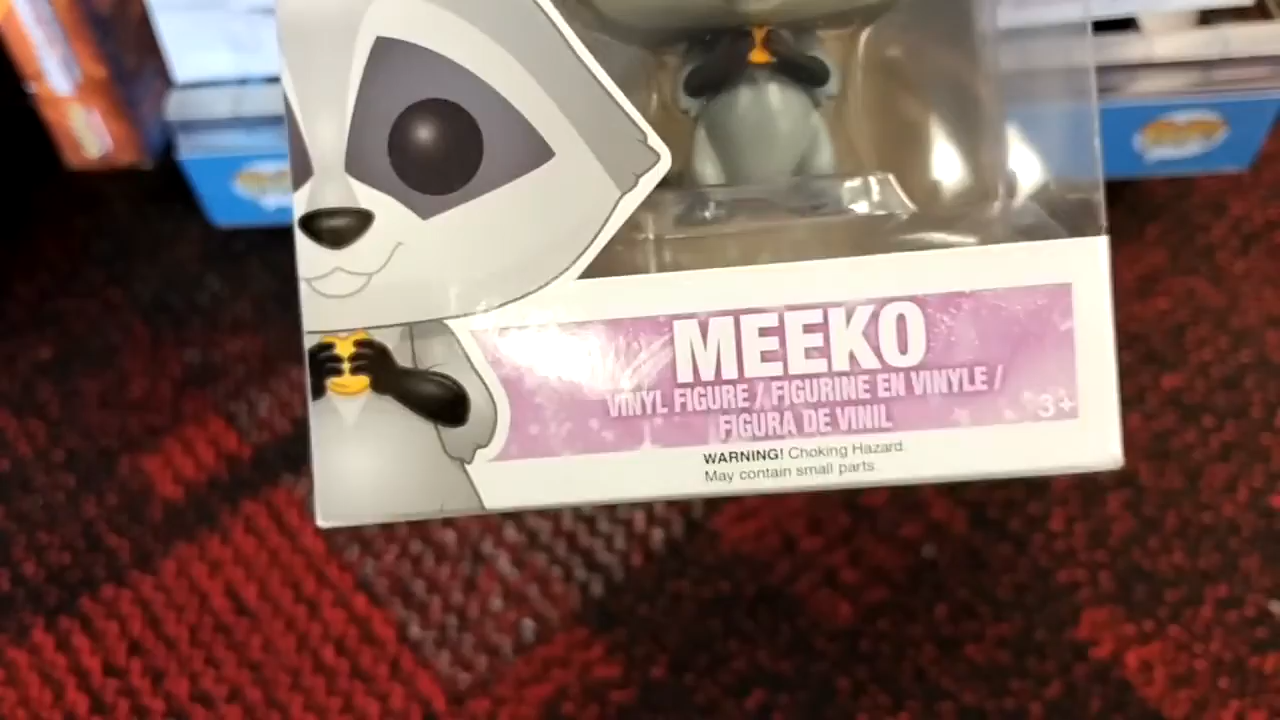 MEEKO
VINYL FIGURE / FIGURINE EN VINYLE /
FIGURA DE VINIL
3+
WARNING! Choking Hazard.
May contain small parts.